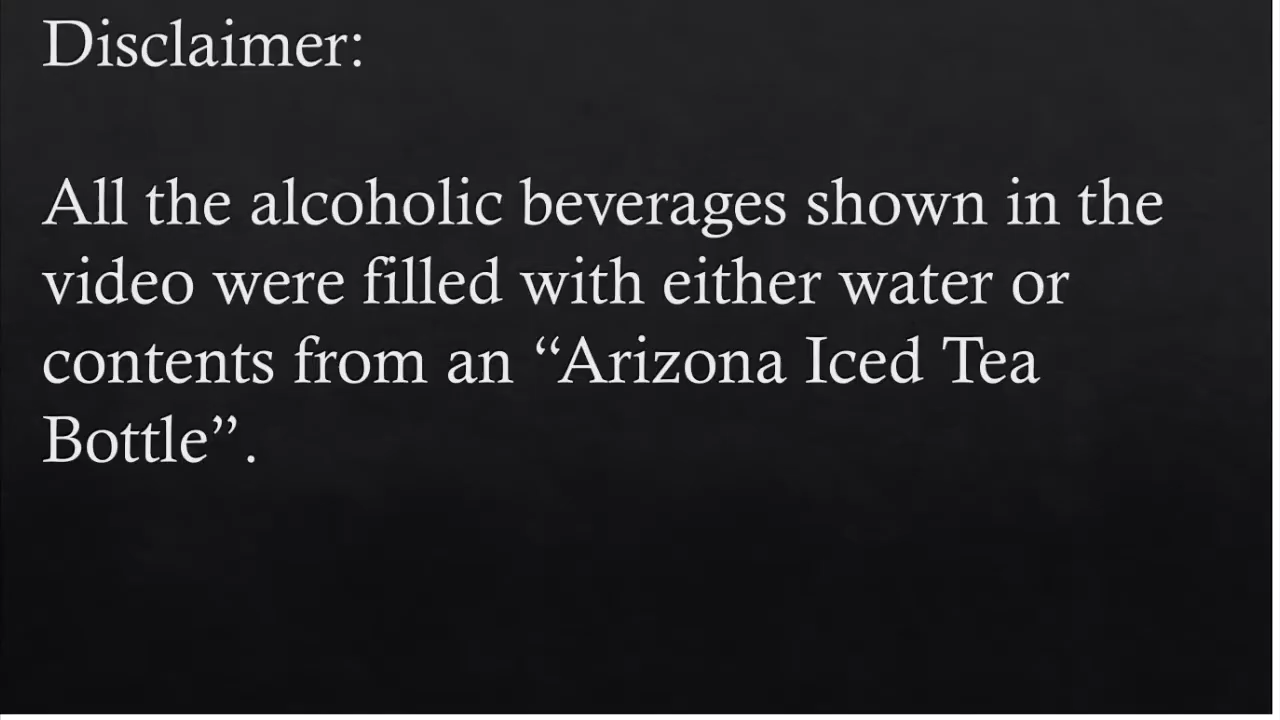 Disclaimer:
All the alcoholic beverages shown in the
video were filled with either water or
contents from an “Arizona Iced Tea
Bottle”.